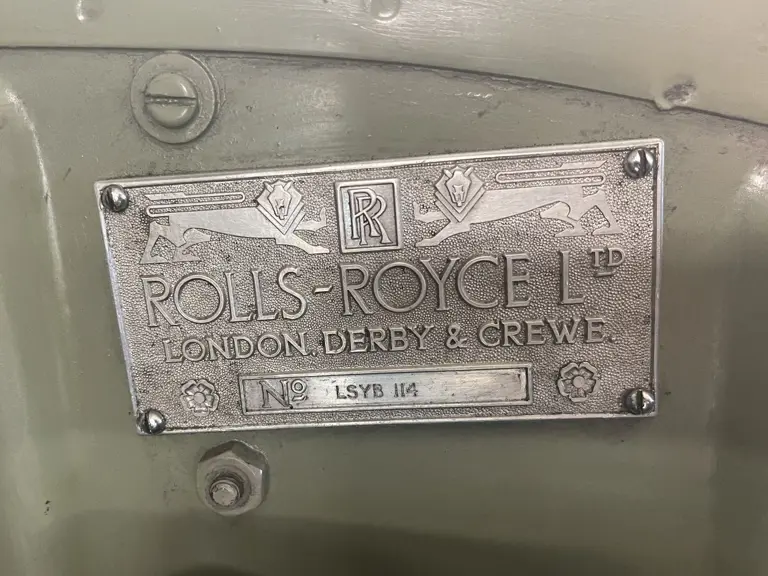 RR
ROLLS-ROYCE LTD
LONDON, DERBY & CREWE.
No LSYB 114